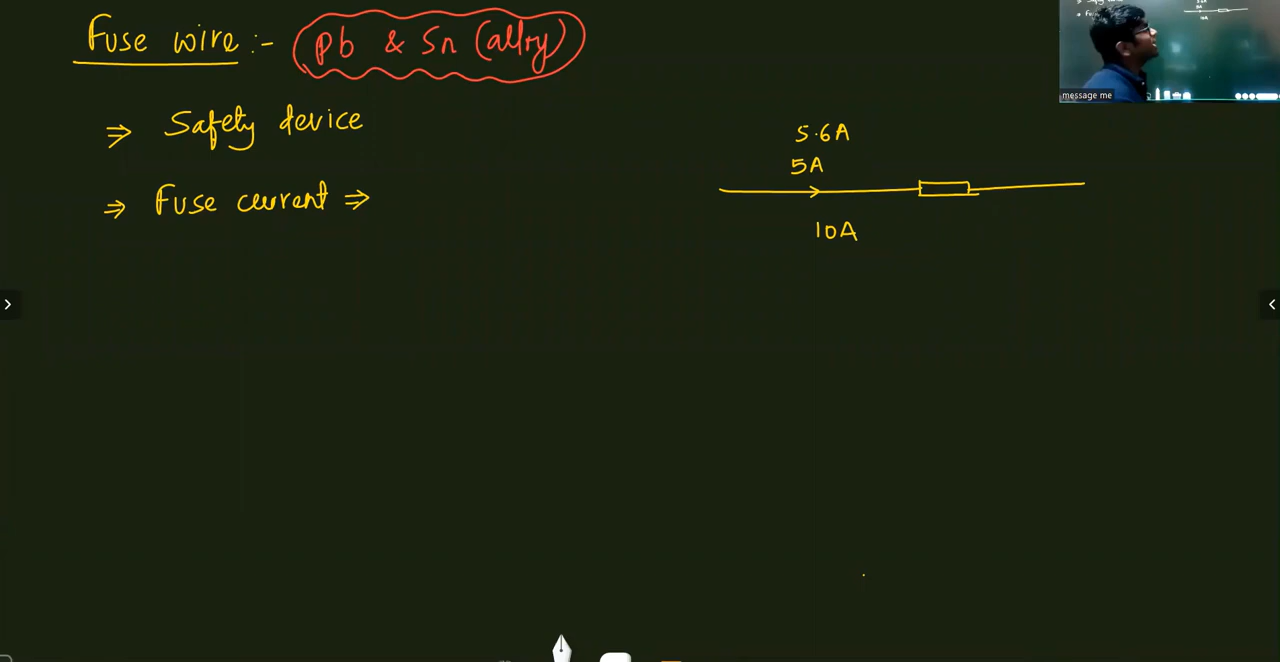 Fuse wire :- Pb & Sn (alloy)
⇒ Safety device
5.6A
5A
⇒ Fuse current ⇒
10A
message me